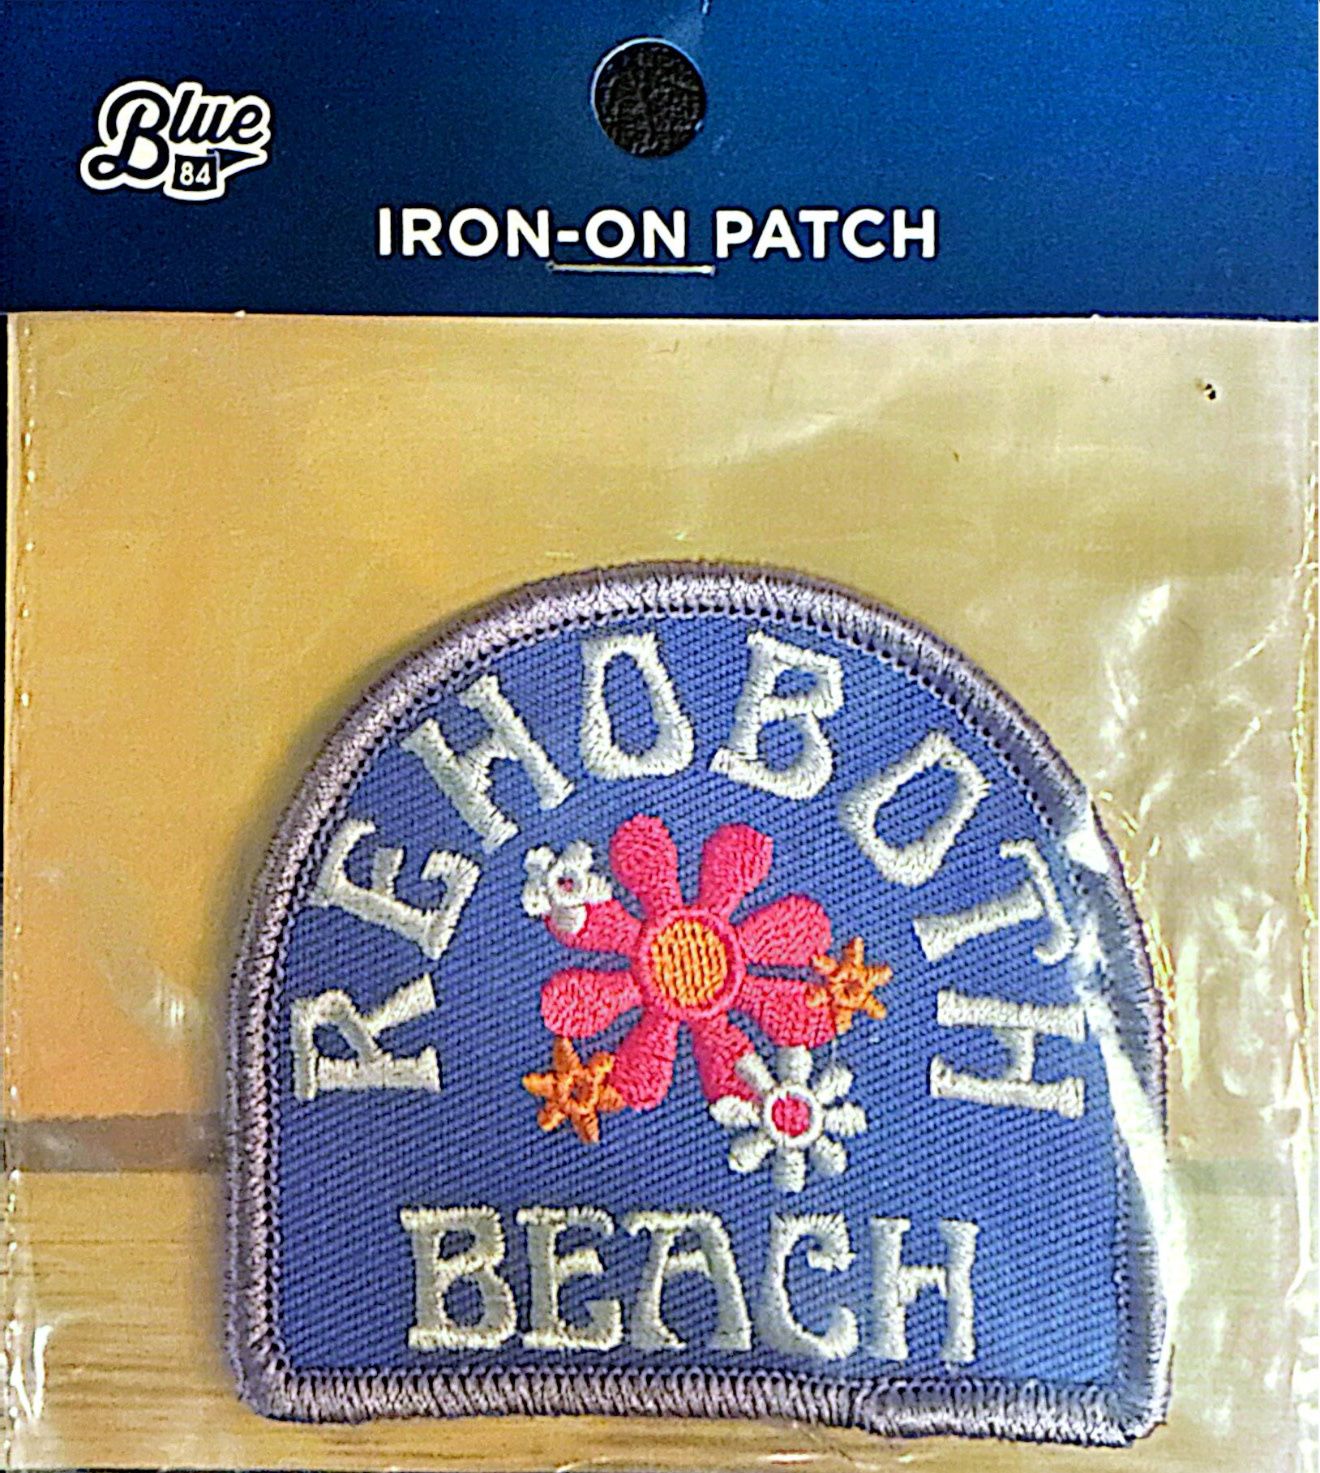 Blue
84
IRON-ON PATCH
REHOBOTH
BEACH